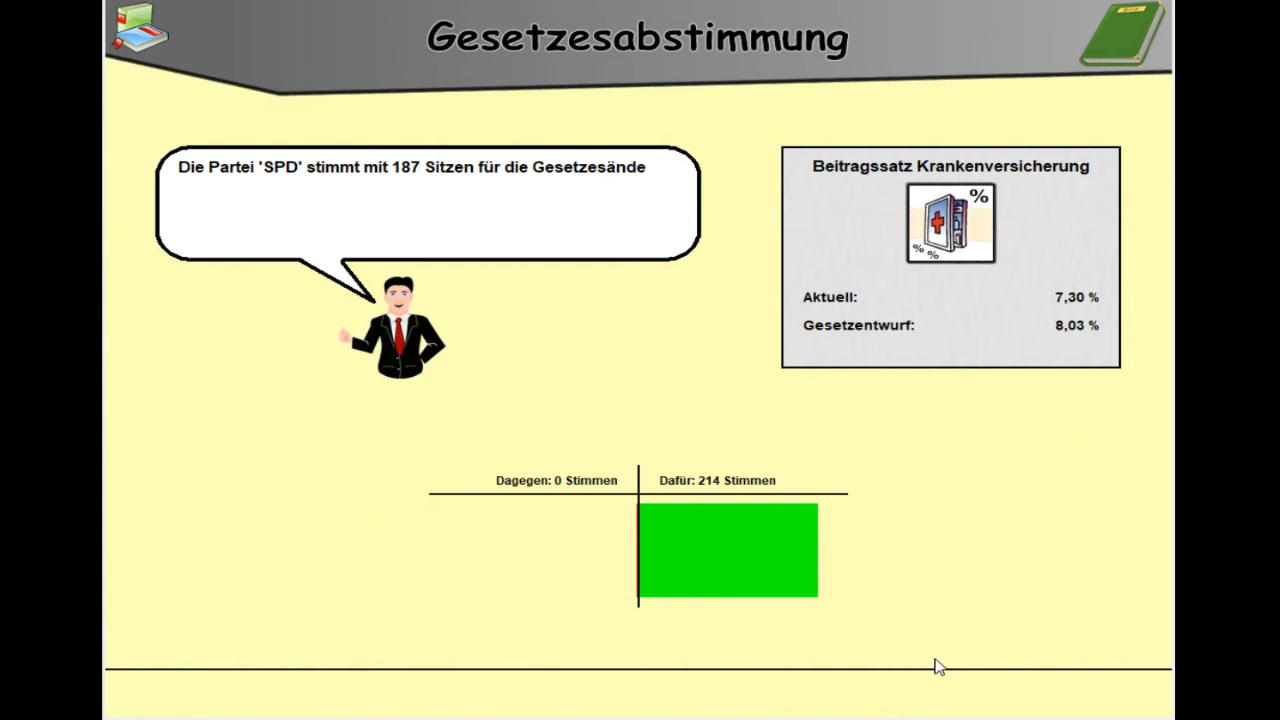 Gesetzesabstimmung
Die Partei 'SPD' stimmt mit 187 Sitzen für die Gesetzesände
Beitragssatz Krankenversicherung
%
% %
Aktuell: 7,30 %
Gesetzentwurf: 8,03 %
Dagegen: 0 Stimmen
Dafür: 214 Stimmen